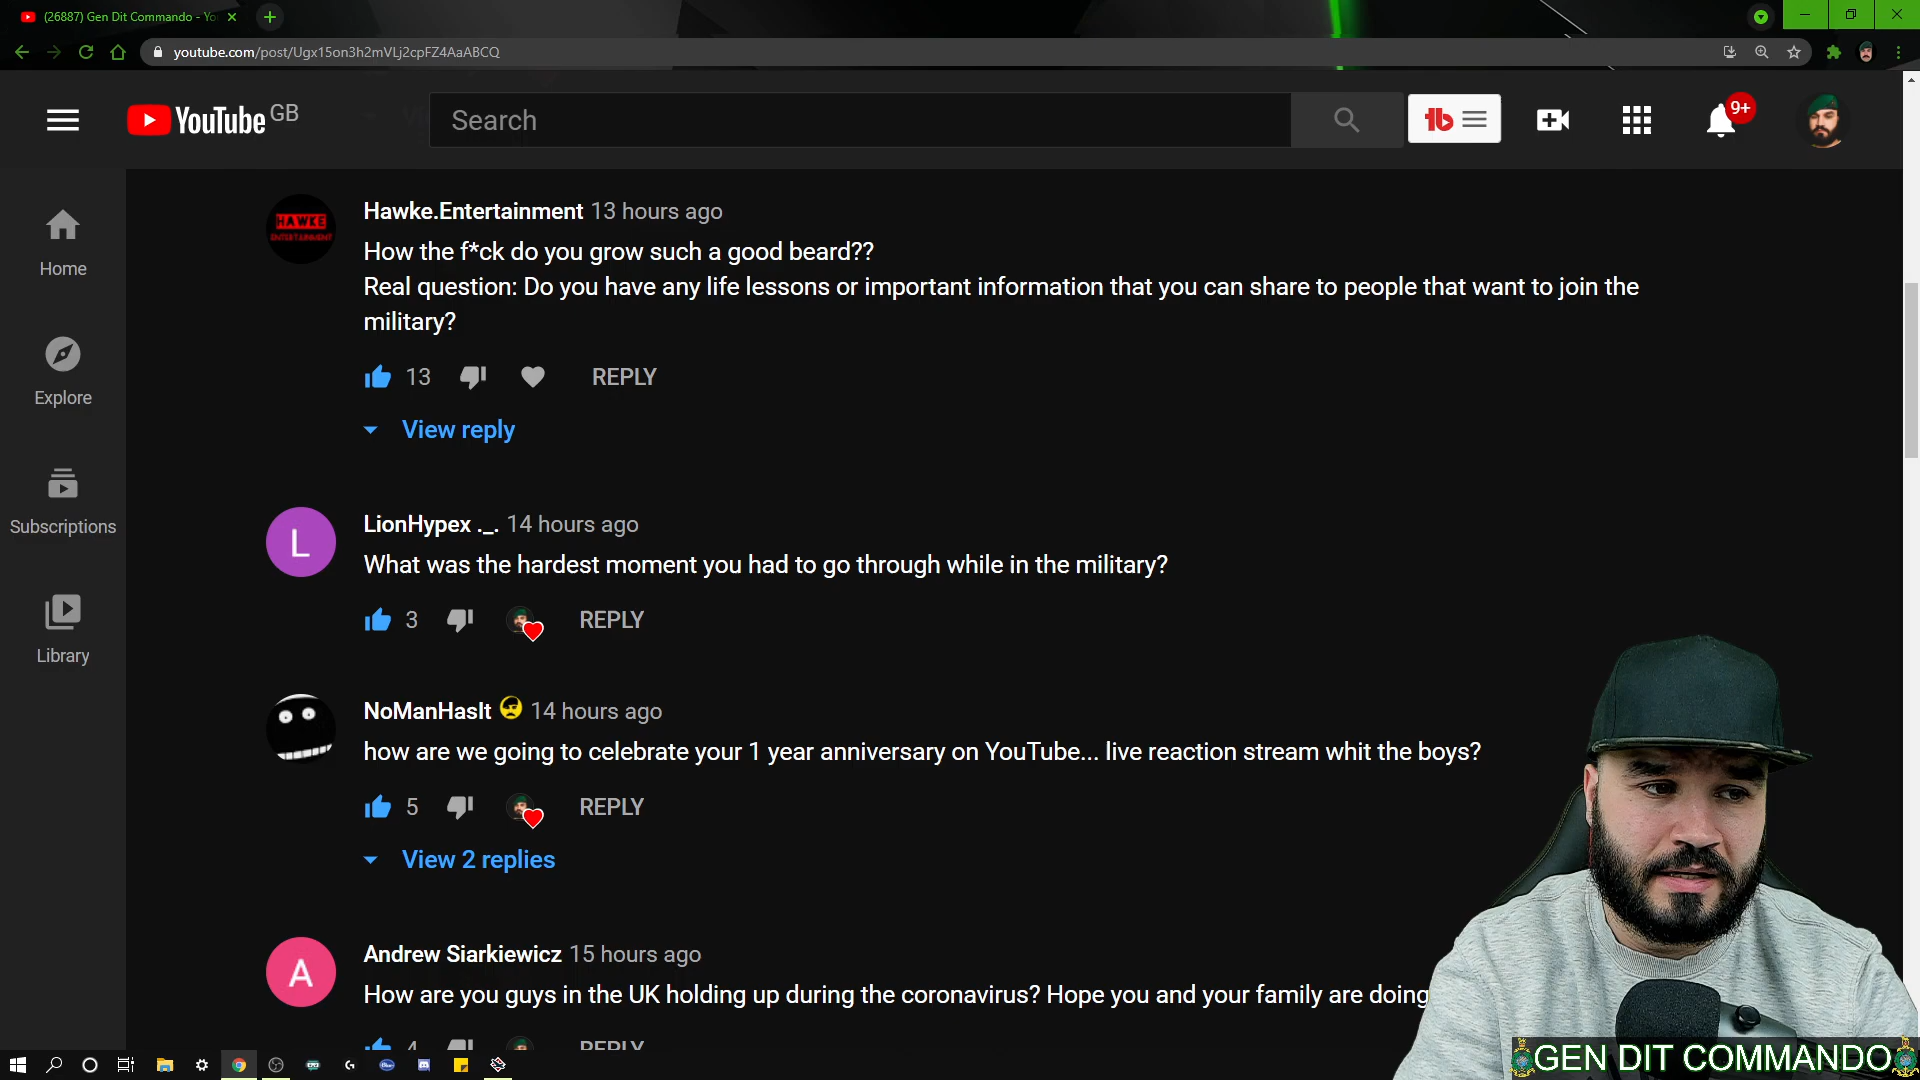 (26887) Gen Dit Commando - Yo
youtube.com/post/Ugx15on3h2mVLj2cpFZ4AaABCQ
YouTube GB
Search
9+
Home
Explore
Subscriptions
Library
HAWKE
ENTERTAINMENT
Hawke.Entertainment 13 hours ago
How the f*ck do you grow such a good beard??
Real question: Do you have any life lessons or important information that you can share to people that want to join the
military?
13 REPLY
View reply
L
LionHypex ._. 14 hours ago
What was the hardest moment you had to go through while in the military?
3 REPLY
NoManHasIt 14 hours ago
how are we going to celebrate your 1 year anniversary on YouTube... live reaction stream whit the boys?
5 REPLY
View 2 replies
A
Andrew Siarkiewicz 15 hours ago
How are you guys in the UK holding up during the coronavirus? Hope you and your family are doing
4 REPLY
GEN DIT COMMANDO